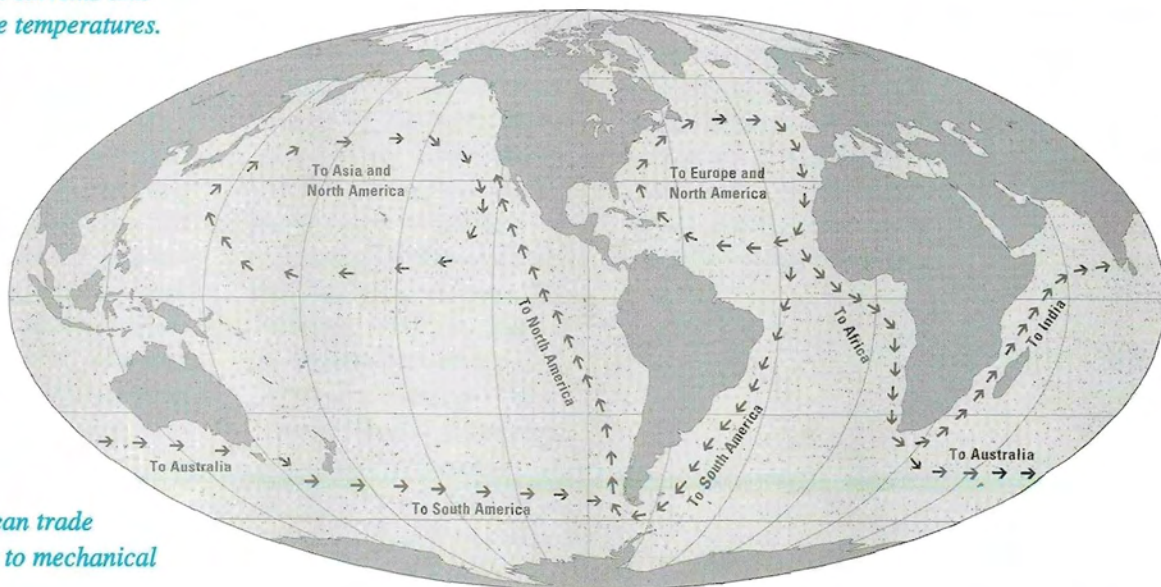 e temperatures.
To Asia and
North America
To Europe and
North America
To North America
To Africa
To India
To South America
To Australia
To Australia
To South America
can trade
to mechanical